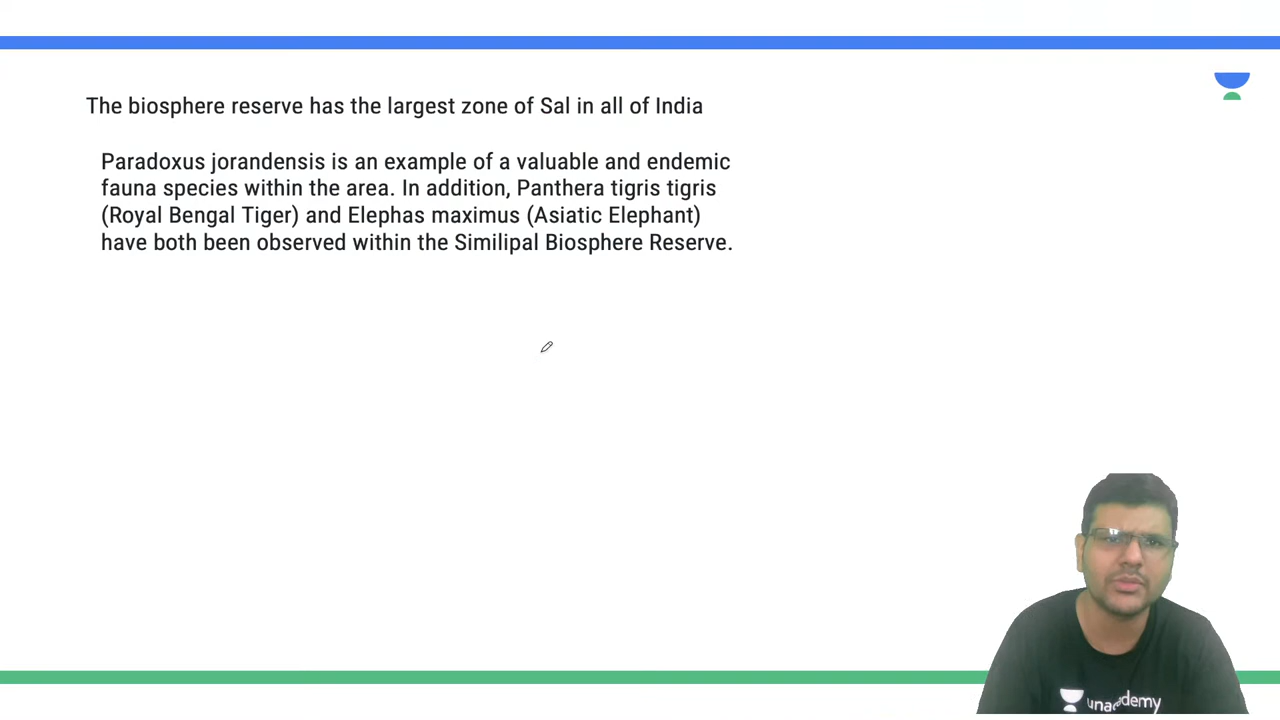 The biosphere reserve has the largest zone of Sal in all of India
Paradoxus jorandensis is an example of a valuable and endemic
fauna species within the area. In addition, Panthera tigris tigris
(Royal Bengal Tiger) and Elephas maximus (Asiatic Elephant)
have both been observed within the Similipal Biosphere Reserve.
unacademy